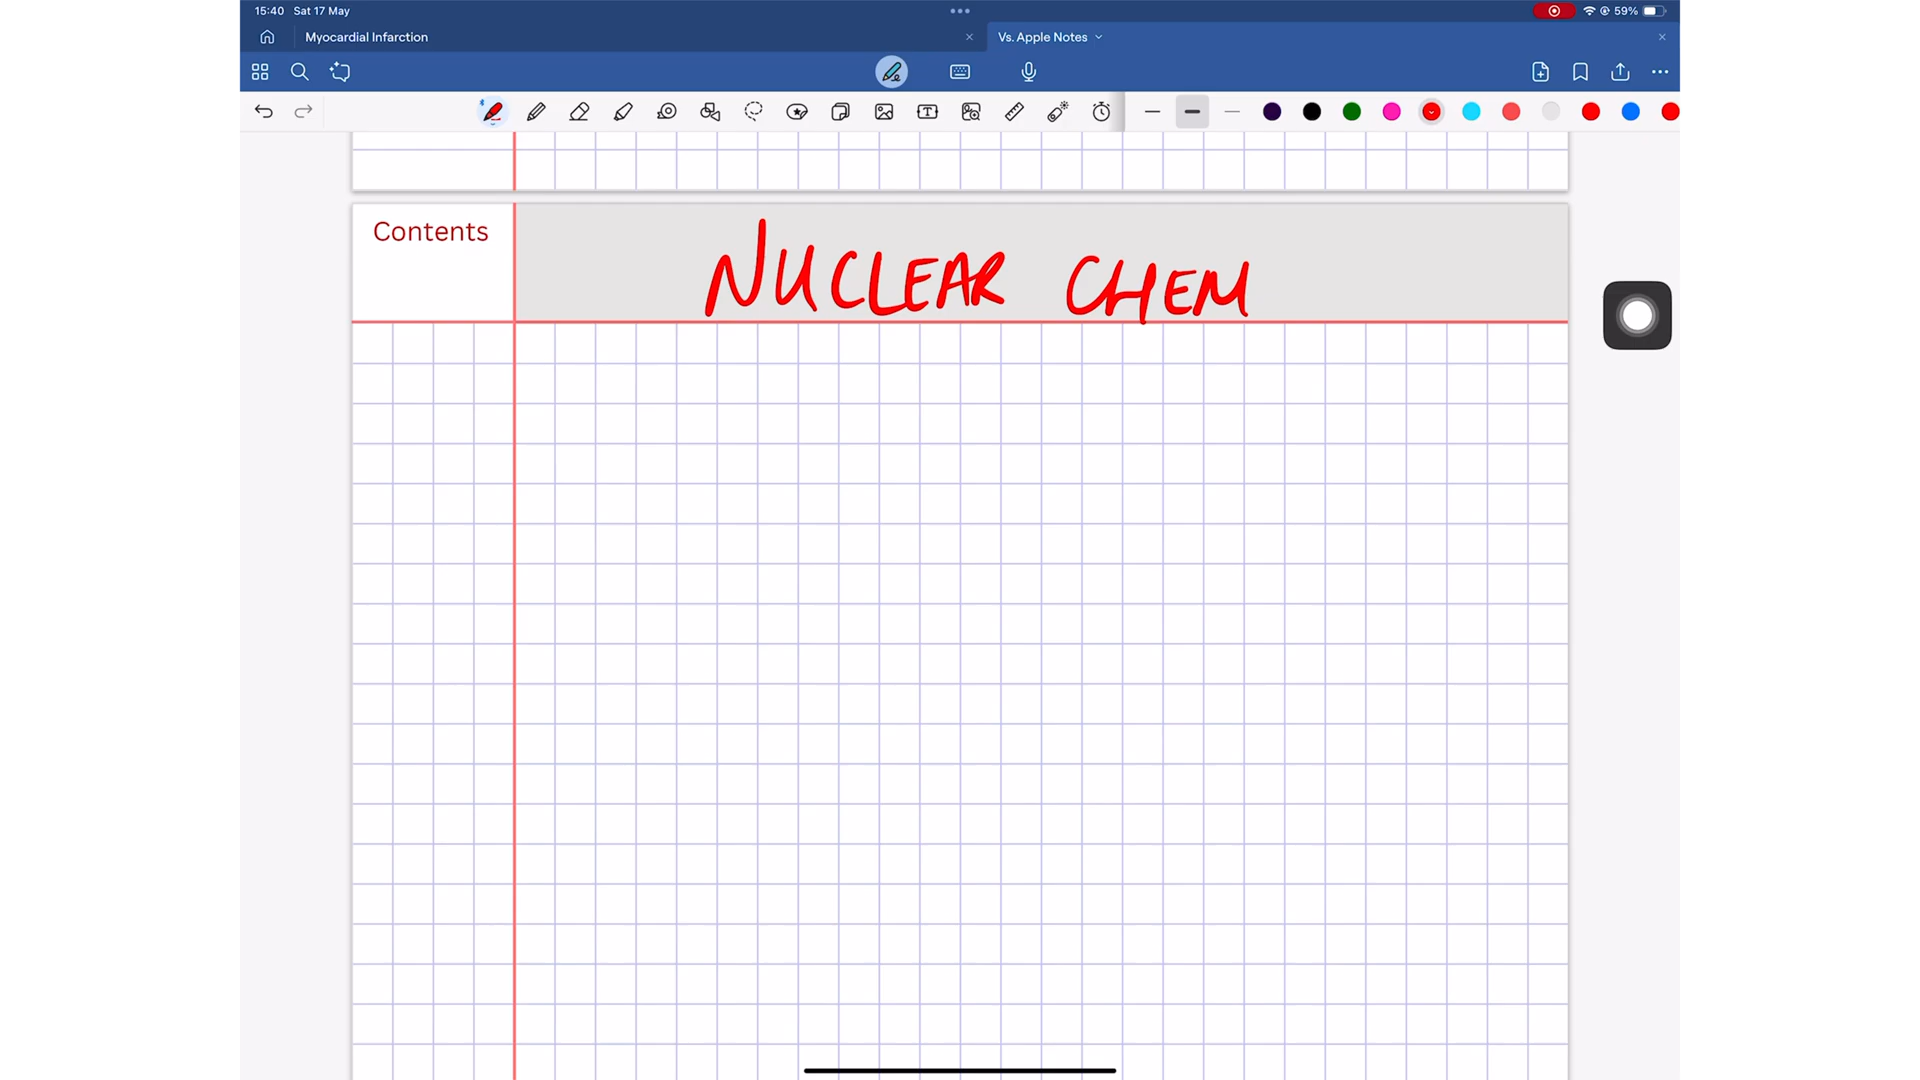 15:40 Sat 17 May
59%
Myocardial Infarction
Vs. Apple Notes
Contents
NUCLEAR CHEM